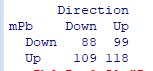 Direction
mPb Down Up
Down 88 99
Up 109 118